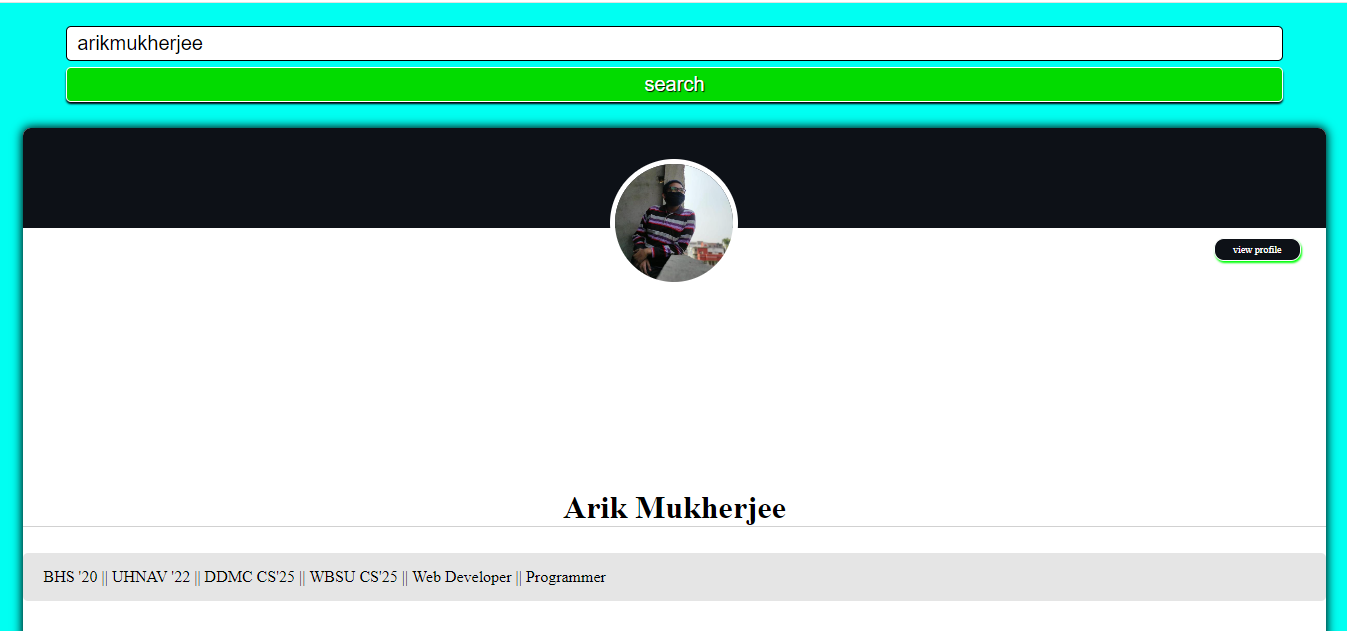 arikmukherjee
search
view profile
Arik Mukherjee
BHS '20 || UHNAV '22 || DDMC CS'25 || WBSU CS'25 || Web Developer || Programmer